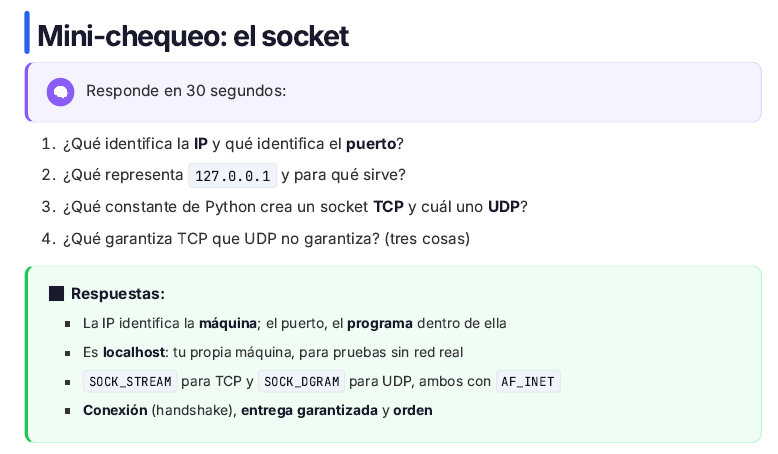 Mini-chequeo: el socket
Responde en 30 segundos:
1. ¿Qué identifica la IP y qué identifica el puerto?
2. ¿Qué representa 127.0.0.1 y para qué sirve?
3. ¿Qué constante de Python crea un socket TCP y cuál uno UDP?
4. ¿Qué garantiza TCP que UDP no garantiza? (tres cosas)
Respuestas:
La IP identifica la máquina; el puerto, el programa dentro de ella
Es localhost: tu propia máquina, para pruebas sin red real
SOCK_STREAM para TCP y SOCK_DGRAM para UDP, ambos con AF_INET
Conexión (handshake), entrega garantizada y orden